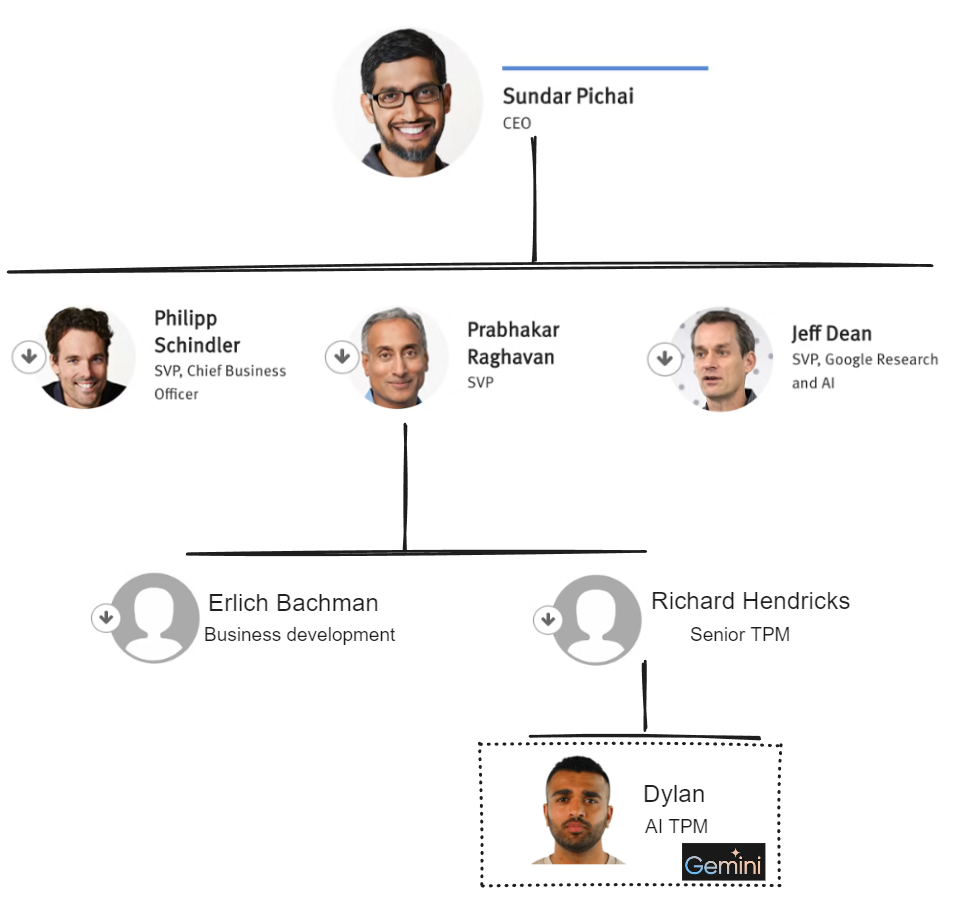 Sundar Pichai
CEO
Philipp
Schindler
SVP, Chief Business
Officer
Prabhakar
Raghavan
SVP
Jeff Dean
SVP, Google Research
and AI
Erlich Bachman
Business development
Richard Hendricks
Senior TPM
Dylan
AI TPM
Gemini